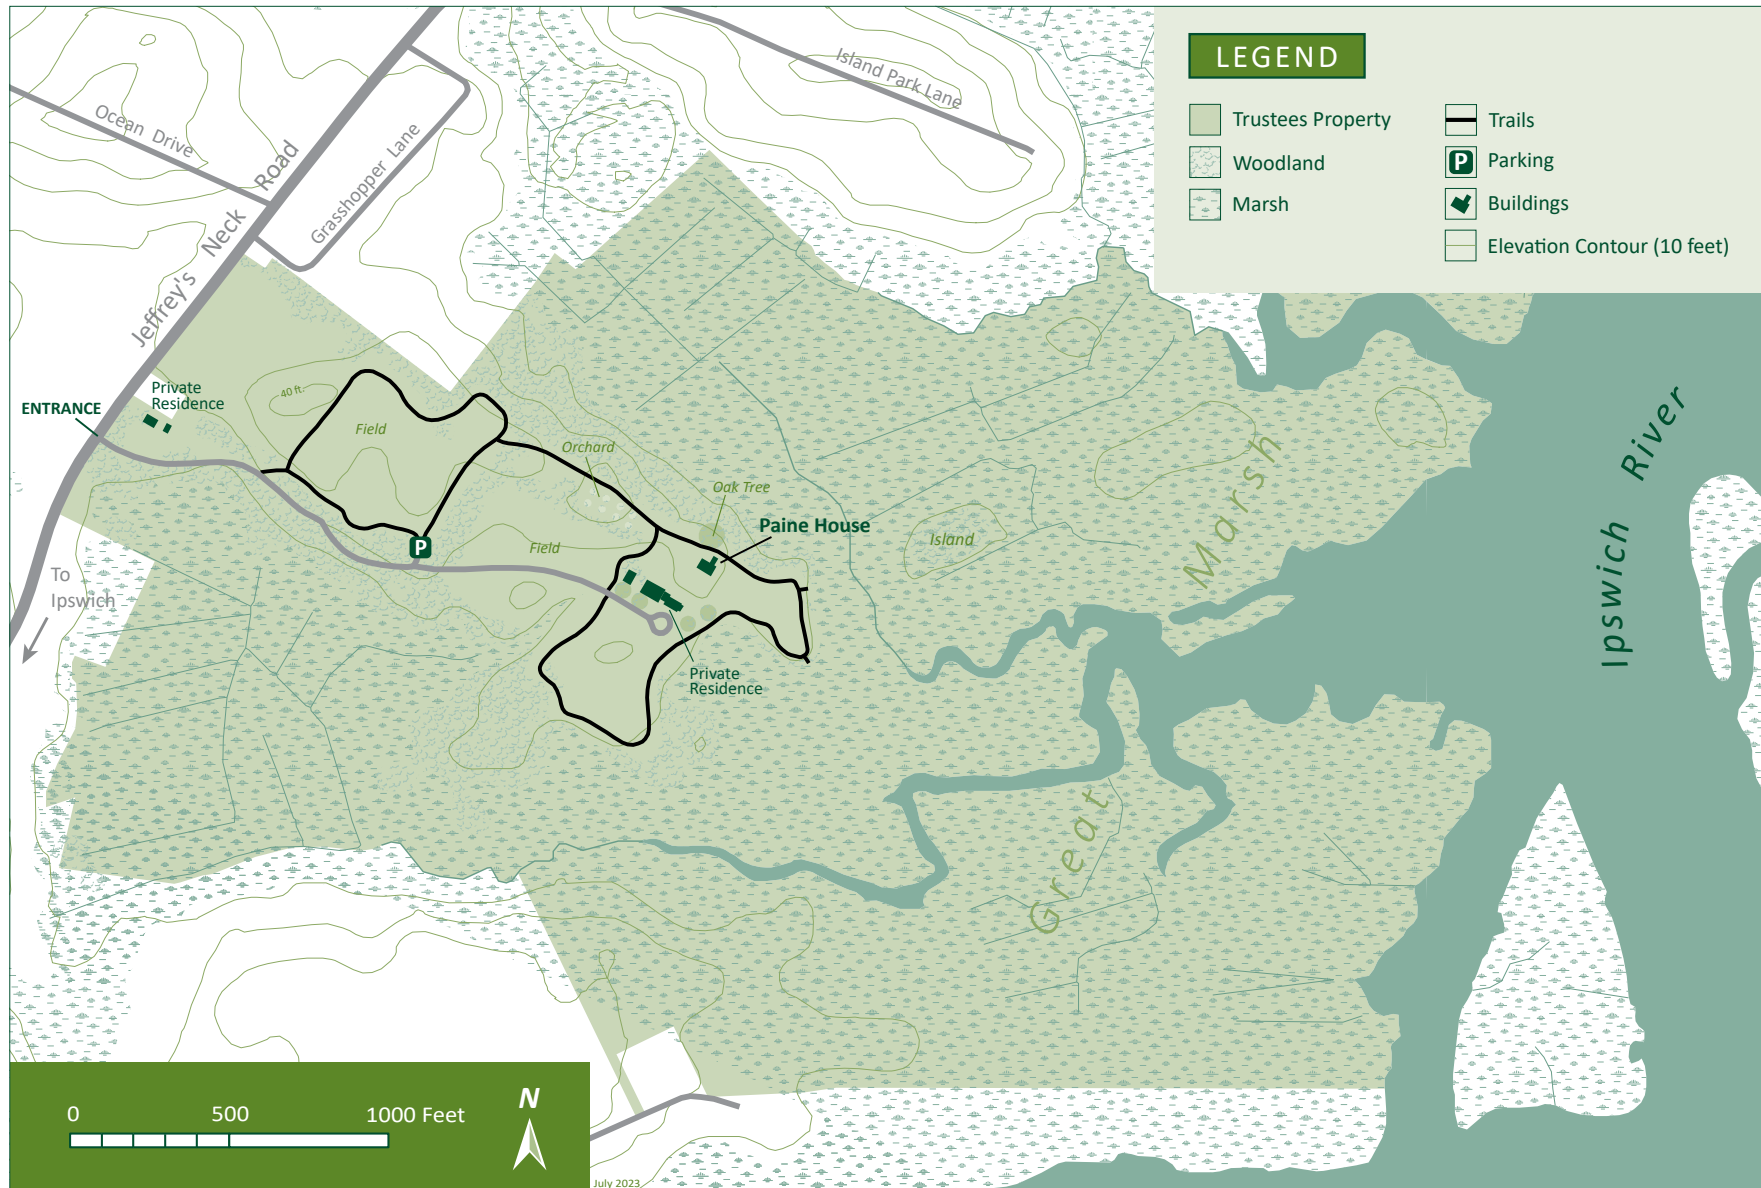 LEGEND
Trustees Property
Woodland
Marsh
Trails
P
Parking
Buildings
Elevation Contour (10 feet)
Island Park Lane
Ocean Drive
Jeffrey's Neck Road
Grasshopper Lane
Private
Residence
ENTRANCE
40 ft.
Field
Orchard
Oak Tree
Paine House
Field
P
Island
Private
Residence
To
Ipswich
Great Marsh
Ipswich River
0 500 1000 Feet
N
July 2023